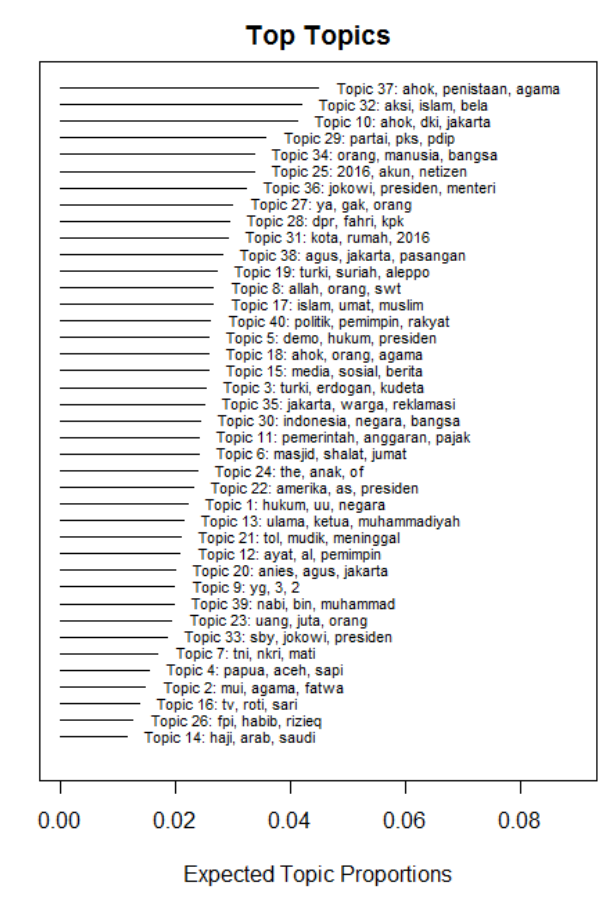 Top Topics
Topic 37: ahok, penistaan, agama
Topic 32: aksi, islam, bela
Topic 10: ahok, dki, jakarta
Topic 29: partai, pks, pdip
Topic 34: orang, manusia, bangsa
Topic 25: 2016, akun, netizen
Topic 36: jokowi, presiden, menteri
Topic 27: ya, gak, orang
Topic 28: dpr, fahri, kpk
Topic 31: kota, rumah, 2016
Topic 38: agus, jakarta, pasangan
Topic 19: turki, suriah, aleppo
Topic 8: allah, orang, swt
Topic 17: islam, umat, muslim
Topic 40: politik, pemimpin, rakyat
Topic 5: demo, hukum, presiden
Topic 18: ahok, orang, agama
Topic 15: media, sosial, berita
Topic 3: turki, erdogan, kudeta
Topic 35: jakarta, warga, reklamasi
Topic 30: indonesia, negara, bangsa
Topic 11: pemerintah, anggaran, pajak
Topic 6: masjid, shalat, jumat
Topic 24: the, anak, of
Topic 22: amerika, as, presiden
Topic 1: hukum, uu, negara
Topic 13: ulama, ketua, muhammadiyah
Topic 21: tol, mudik, meninggal
Topic 12: ayat, al, pemimpin
Topic 20: anies, agus, jakarta
Topic 9: yg, 3, 2
Topic 39: nabi, bin, muhammad
Topic 23: uang, juta, orang
Topic 33: sby, jokowi, presiden
Topic 7: tni, nkri, mati
Topic 4: papua, aceh, sapi
Topic 2: mui, agama, fatwa
Topic 16: tv, roti, sari
Topic 26: fpi, habib, rizieq
Topic 14: haji, arab, saudi
0.00 0.02 0.04 0.06 0.08
Expected Topic Proportions